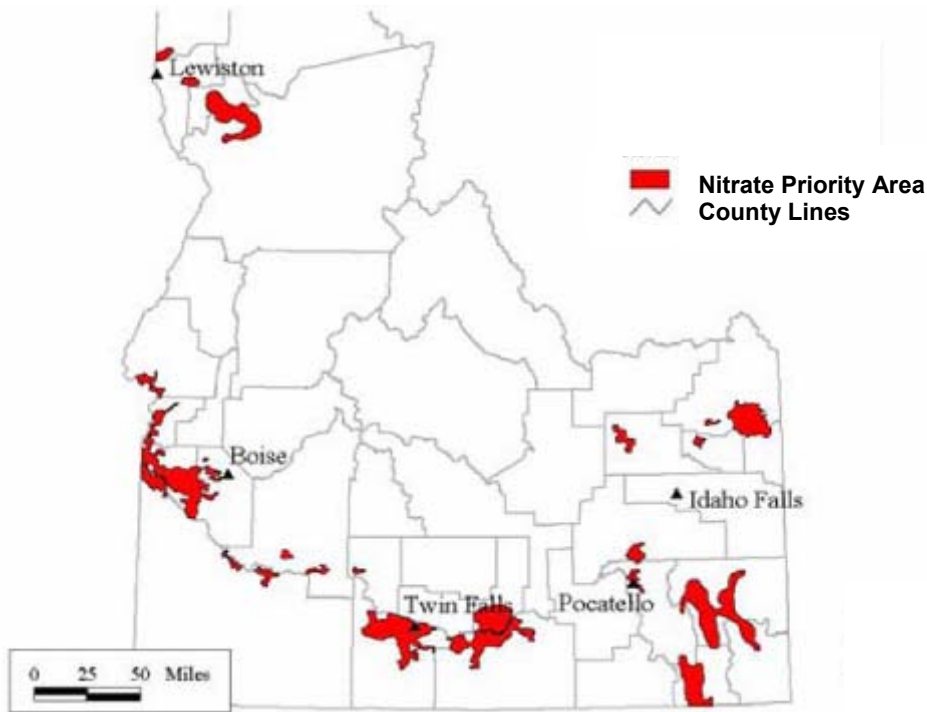 Lewiston
Nitrate Priority Area
County Lines
Boise
Idaho Falls
Twin Falls
Pocatello
0 25 50 Miles